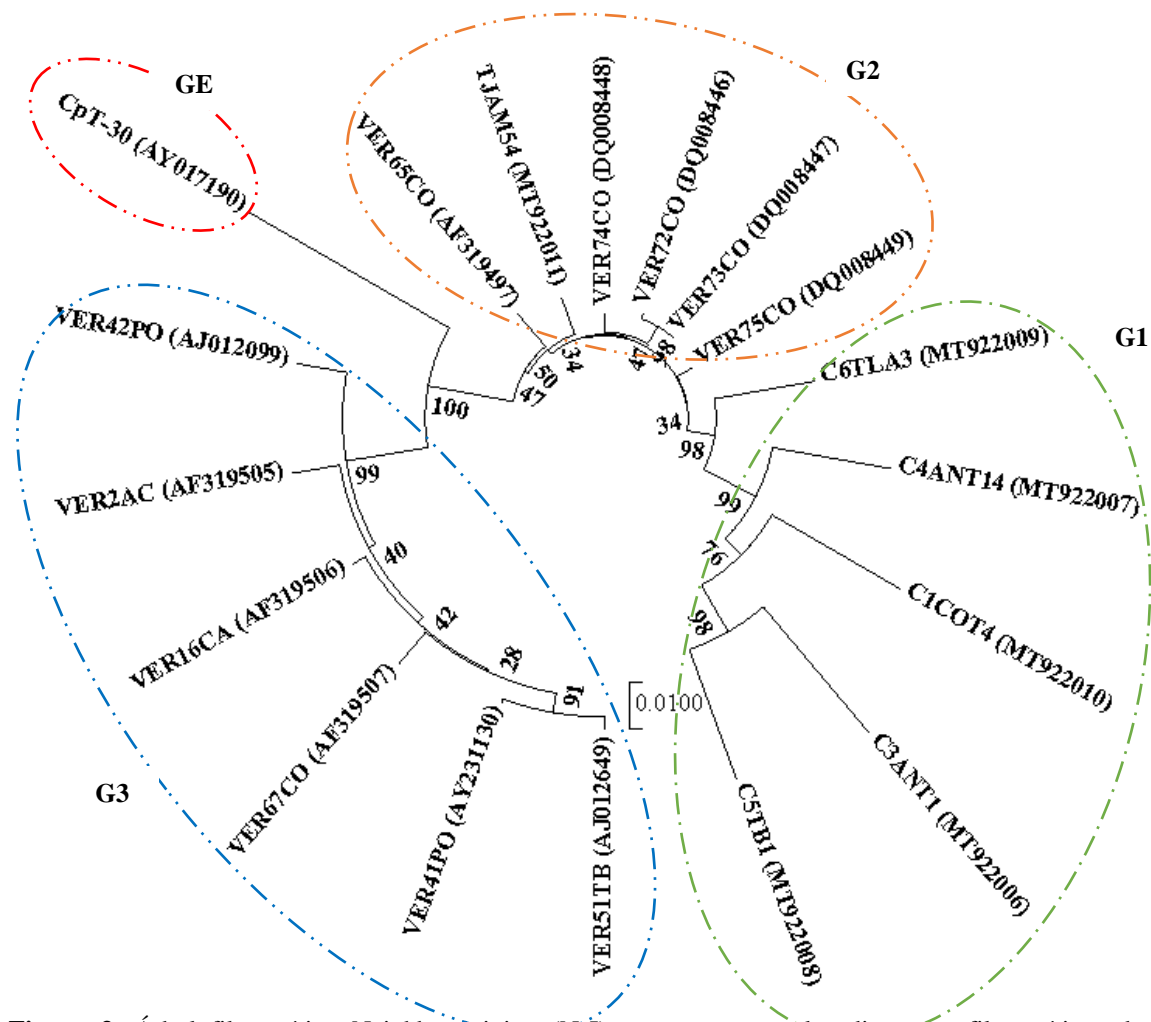 GE
CpT-30 (AY017190)
G2
VER65CO (AF319497)
TJAM54 (MT922011)
VER74CO (DQ008448)
VER72CO (DQ008446)
VER73CO (DQ008447)
VER75CO (DQ008449)
G1
C6TLA3 (MT922009)
C4ANT14 (MT922007)
C1COT4 (MT922010)
C3ANT1 (MT922006)
C5TB1 (MT922008)
VER42PO (AJ012099)
VER2AC (AF319505)
VER16CA (AF319506)
VER67CO (AF319507)
VER41PO (AY231130)
VER51TB (AJ012649)
G3
100
47
50
34
98
34
98
99
76
98
99
40
42
28
91
0.0100